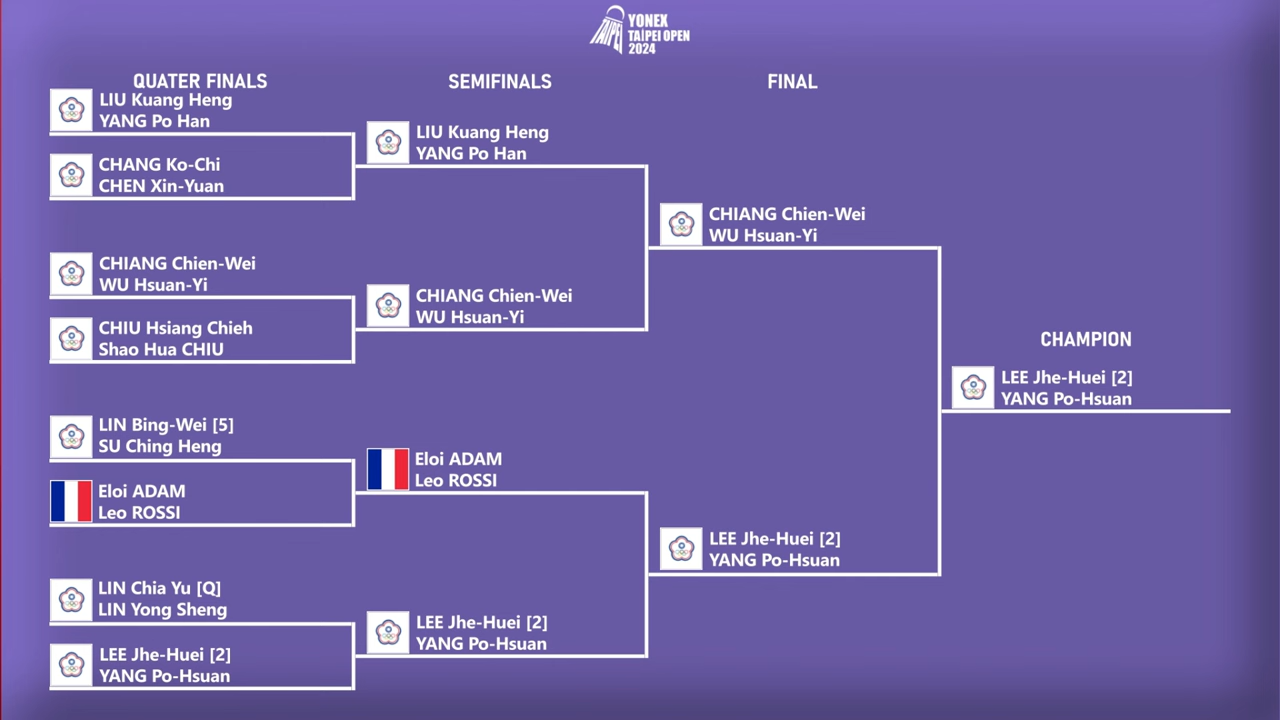 TAIPEI
YONEX
TAIPEI OPEN
2024
QUATER FINALS
SEMIFINALS
FINAL
LIU Kuang Heng
YANG Po Han
CHANG Ko-Chi
CHEN Xin-Yuan
CHIANG Chien-Wei
WU Hsuan-Yi
CHIU Hsiang Chieh
Shao Hua CHIU
LIN Bing-Wei [5]
SU Ching Heng
Eloi ADAM
Leo ROSSI
LIN Chia Yu [Q]
LIN Yong Sheng
LEE Jhe-Huei [2]
YANG Po-Hsuan
LIU Kuang Heng
YANG Po Han
CHIANG Chien-Wei
WU Hsuan-Yi
Eloi ADAM
Leo ROSSI
LEE Jhe-Huei [2]
YANG Po-Hsuan
CHIANG Chien-Wei
WU Hsuan-Yi
LEE Jhe-Huei [2]
YANG Po-Hsuan
CHAMPION
LEE Jhe-Huei [2]
YANG Po-Hsuan